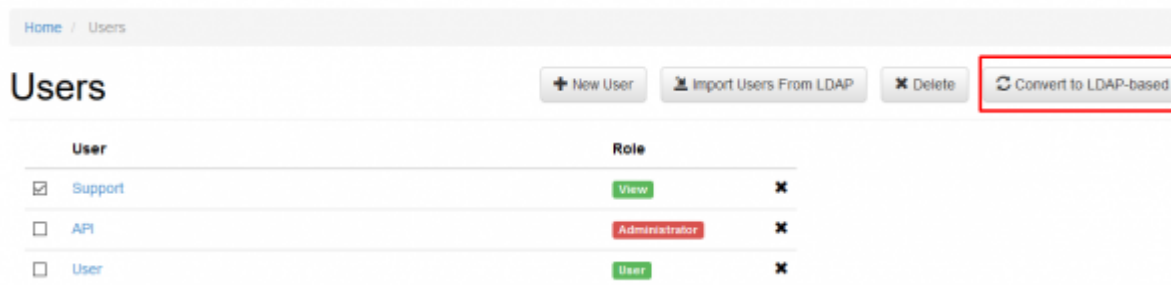 Home / Users
Users
New User
Import Users From LDAP
Delete
Convert to LDAP-based
User Role
Support View
API Administrator
User User